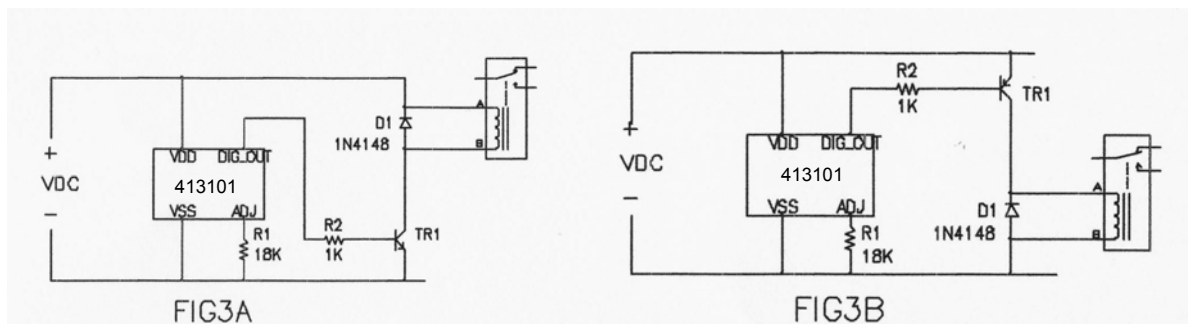 A
D1
1N4148
B
+
VDC
−
VDD
DIG_OUT
413101
VSS
ADJ
R1
18K
R2
1K
TR1
FIG3A
R2
1K
TR1
+
VDC
−
VDD
DIG_OUT
413101
VSS
ADJ
R1
18K
A
D1
1N4148
B
FIG3B